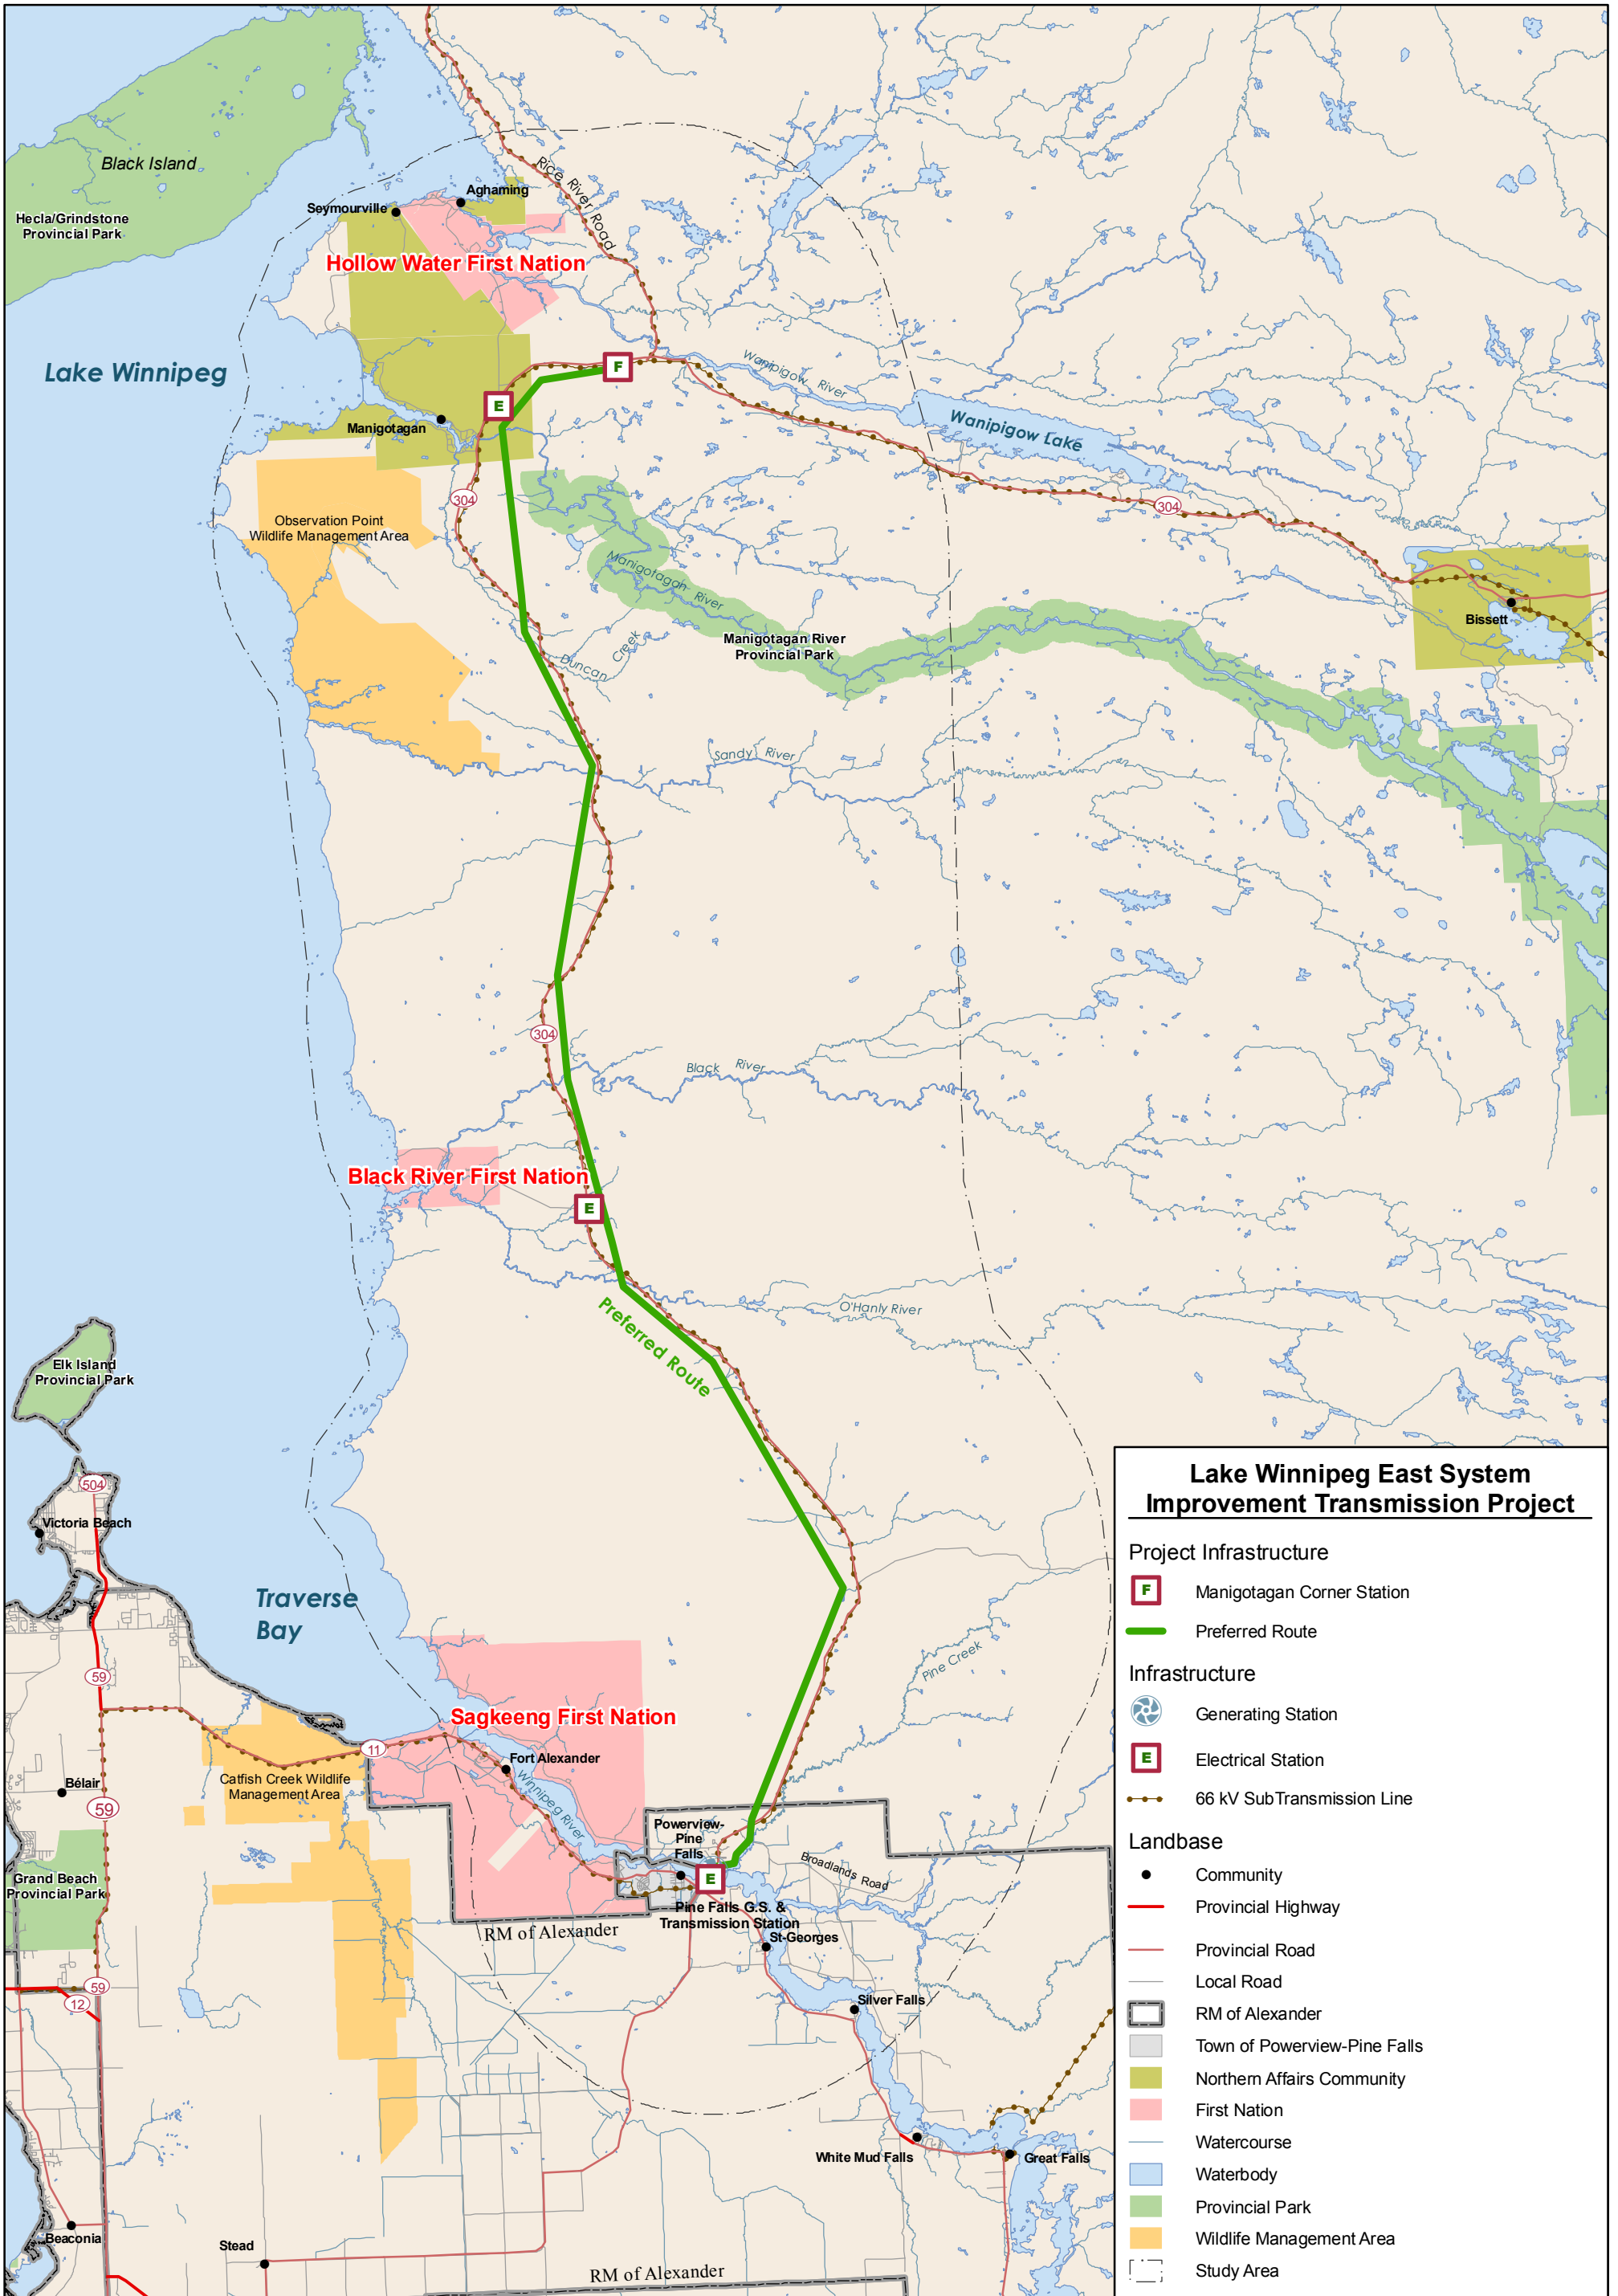 Black Island
Hecla/Grindstone
Provincial Park
Rice River Road
Aghaming
Seymourville
Hollow Water First Nation
Lake Winnipeg
F
Wanipigow River
E
Manigotagan
Wanipigow Lake
304
304
Observation Point
Wildlife Management Area
Manigotagan River
Bissett
Manigotagan River
Provincial Park
Duncan Creek
Sandy River
304
Black River
Black River First Nation
E
O'Hanly River
Preferred Route
Elk Island
Provincial Park
504
Victoria Beach
Traverse
Bay
Pine Creek
59
Sagkeeng First Nation
11
Fort Alexander
Winnipeg River
Bélair
Catfish Creek Wildlife
Management Area
59
Powerview-
Pine
Falls
Broadlands Road
Grand Beach
Provincial Park
E
Pine Falls G.S. &
Transmission Station
RM of Alexander
St-Georges
59
12
Silver Falls
White Mud Falls
Great Falls
Beaconia
Stead
RM of Alexander
Lake Winnipeg East System
Improvement Transmission Project
Project Infrastructure
F Manigotagan Corner Station
Preferred Route
Infrastructure
Generating Station
E Electrical Station
66 kV SubTransmission Line
Landbase
Community
Provincial Highway
Provincial Road
Local Road
RM of Alexander
Town of Powerview-Pine Falls
Northern Affairs Community
First Nation
Watercourse
Waterbody
Provincial Park
Wildlife Management Area
Study Area